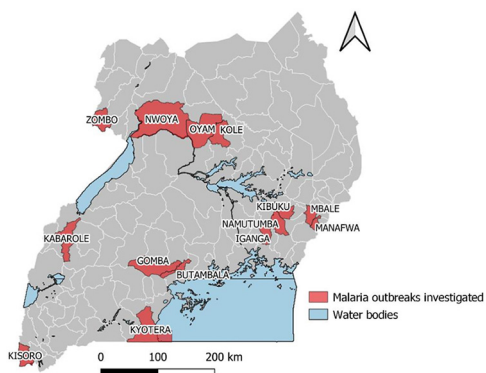 ZOMBO
NWOYA
OYAM
KOLE
KIBUKU
MBALE
NAMUTUMBA
MANAFWA
IGANGA
KABAROLE
GOMBA
BUTAMBALA
Malaria outbreaks investigated
Water bodies
KYOTERA
KISORO
0 100 200 km